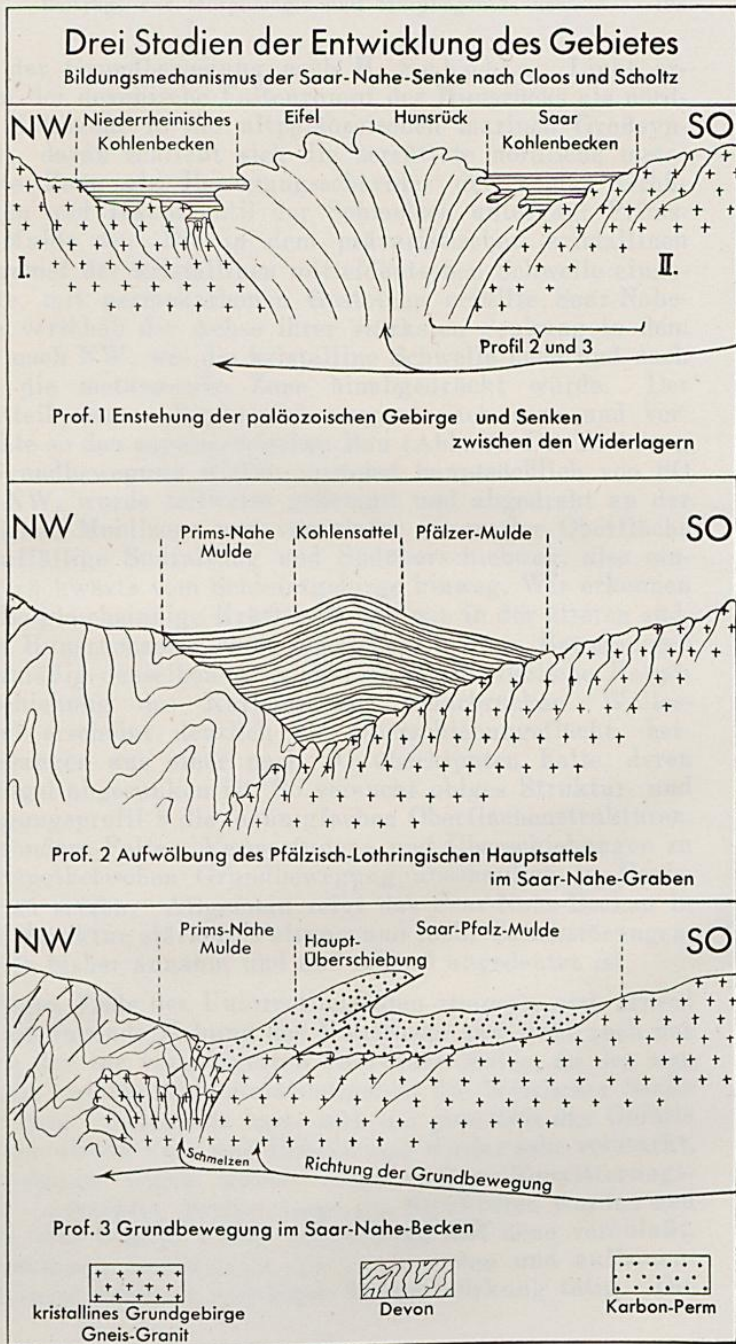 Drei Stadien der Entwicklung des Gebietes
Bildungsmechanismus der Saar-Nahe-Senke nach Cloos und Scholtz
NW
Niederrheinisches
Kohlenbecken
Eifel
Hunsrück
Saar
Kohlenbecken
SO
I.
II.
Profil 2 und 3
Prof. 1 Enstehung der paläozoischen Gebirge und Senken
zwischen den Widerlagern
NW
Prims-Nahe
Mulde
Kohlensattel
Pfälzer-Mulde
SO
Prof. 2 Aufwölbung des Pfälzisch-Lothringischen Hauptsattels
im Saar-Nahe-Graben
NW
Prims-Nahe
Mulde
Haupt-
Überschiebung
Saar-Pfalz-Mulde
SO
Schmelzen
Richtung der Grundbewegung
Prof. 3 Grundbewegung im Saar-Nahe-Becken
kristallines Grundgebirge
Gneis-Granit
Devon
Karbon-Perm